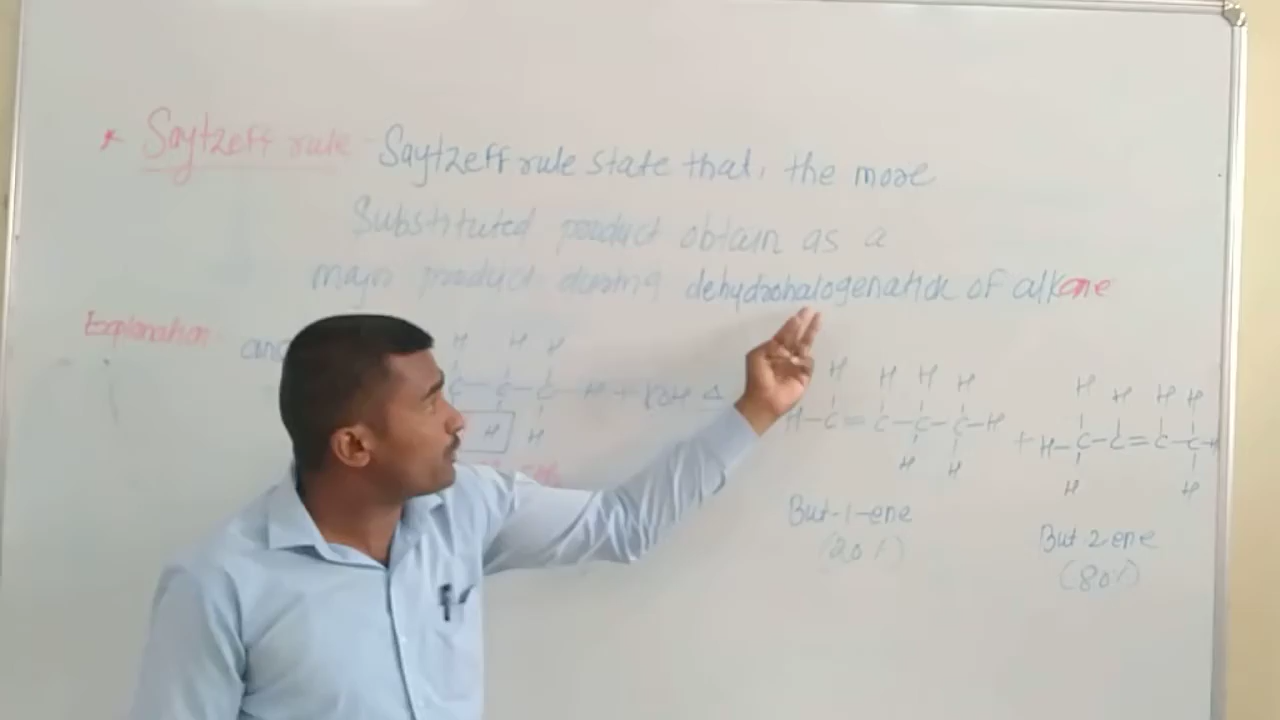 * Saytzeff rule - Saytzeff rule state that, the more
Substituted product obtain as a
major product during dehydrohalogenation of alkane
Explanation
H H H
C - C - C - H + KOH Δ
H H
H H H H
H - C = C - C - C - H
H H
But-1-ene
(20%)
H H H H
+ H - C - C = C - C - H
H H
But 2 ene
(80%)